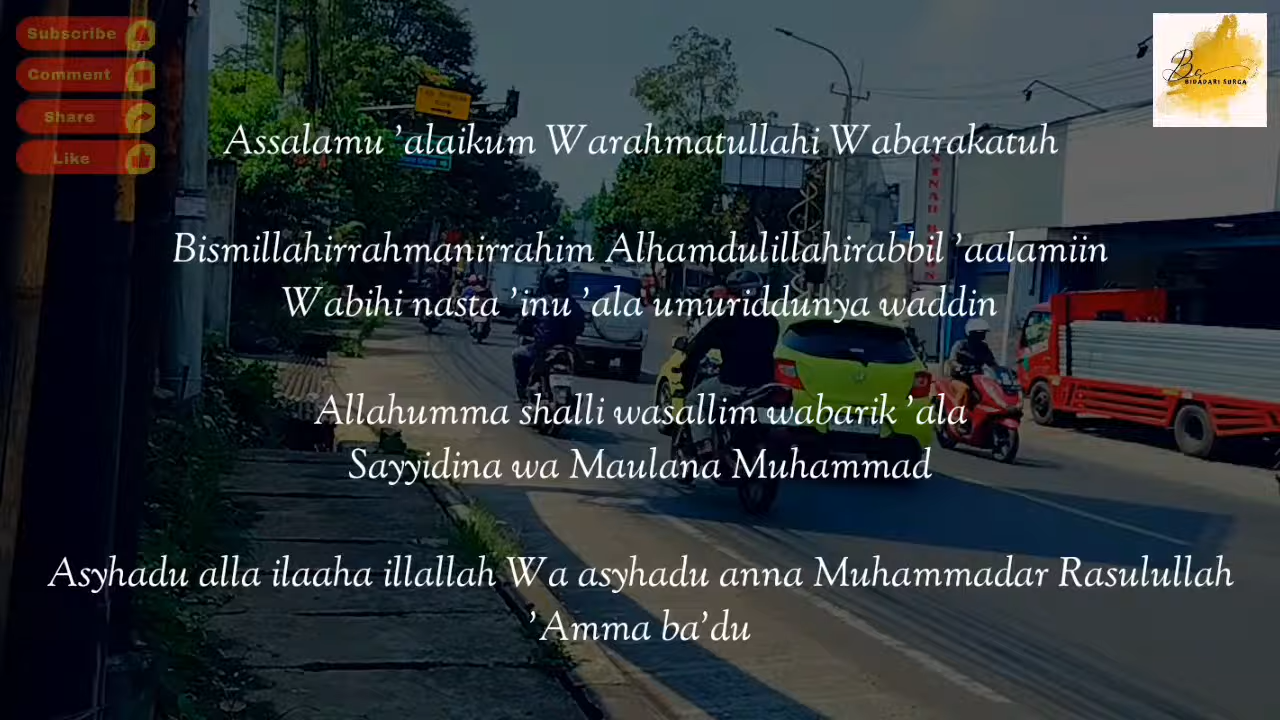 Subscribe
Comment
Share
Like
BIDADARI SURGA
Assalamu 'alaikum Warahmatullahi Wabarakatuh
Bismillahirrahmanirrahim Alhamdulillahirabbil 'aalamiin
Wabihi nasta 'inu 'ala umuriddunya waddin
Allahumma shalli wasallim wabarik 'ala
Sayyidina wa Maulana Muhammad
Asyhadu alla ilaaha illallah Wa asyhadu anna Muhammadar Rasulullah
'Amma ba'du